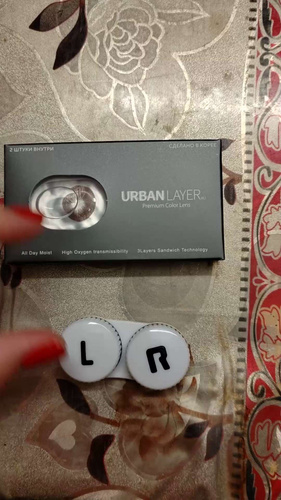 2 ШТУКИ ВНУТРИ
СДЕЛАНО В КОРЕЕ
URBAN LAYER
Premium Color Lens
All Day Moist
High Oxygen transmissibility
3Layers Sandwich Technology
L
R